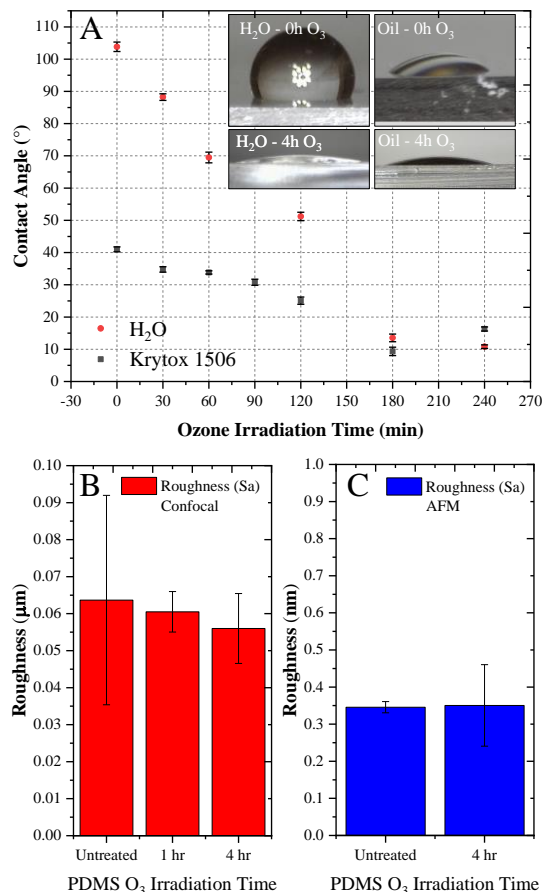 A
H₂O - 0h O₃
Oil - 0h O₃
H₂O - 4h O₃
Oil - 4h O₃
Contact Angle (°)
115
110
100
90
80
70
60
50
40
30
20
10
0
H₂O
Krytox 1506
-30 0 30 60 90 120 150 180 210 240 270
Ozone Irradiation Time (min)
B
Roughness (Sa)
Confocal
Roughness (μm)
0.10
0.09
0.08
0.07
0.06
0.05
0.04
0.03
0.02
0.01
0.00
Untreated 1 hr 4 hr
PDMS O₃ Irradiation Time
C
Roughness (Sa)
AFM
Roughness (nm)
1.0
0.9
0.8
0.7
0.6
0.5
0.4
0.3
0.2
0.1
0.0
Untreated 4 hr
PDMS O₃ Irradiation Time